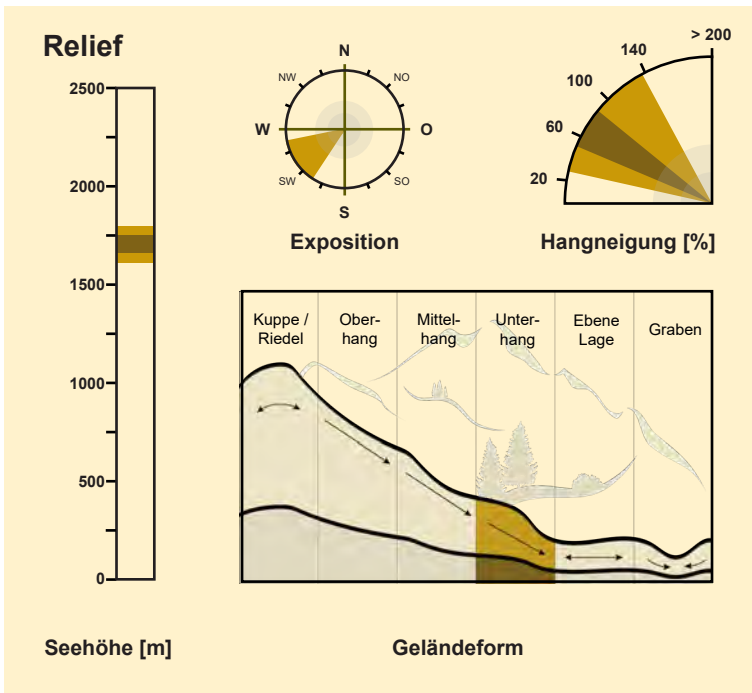 Relief
2500
2000
1500
1000
500
0
Seehöhe [m]
N
NW
NO
W
O
SW
SO
S
Exposition
> 200
140
100
60
20
Hangneigung [%]
Kuppe /
Riedel
Ober-
hang
Mittel-
hang
Unter-
hang
Ebene
Lage
Graben
Geländeform